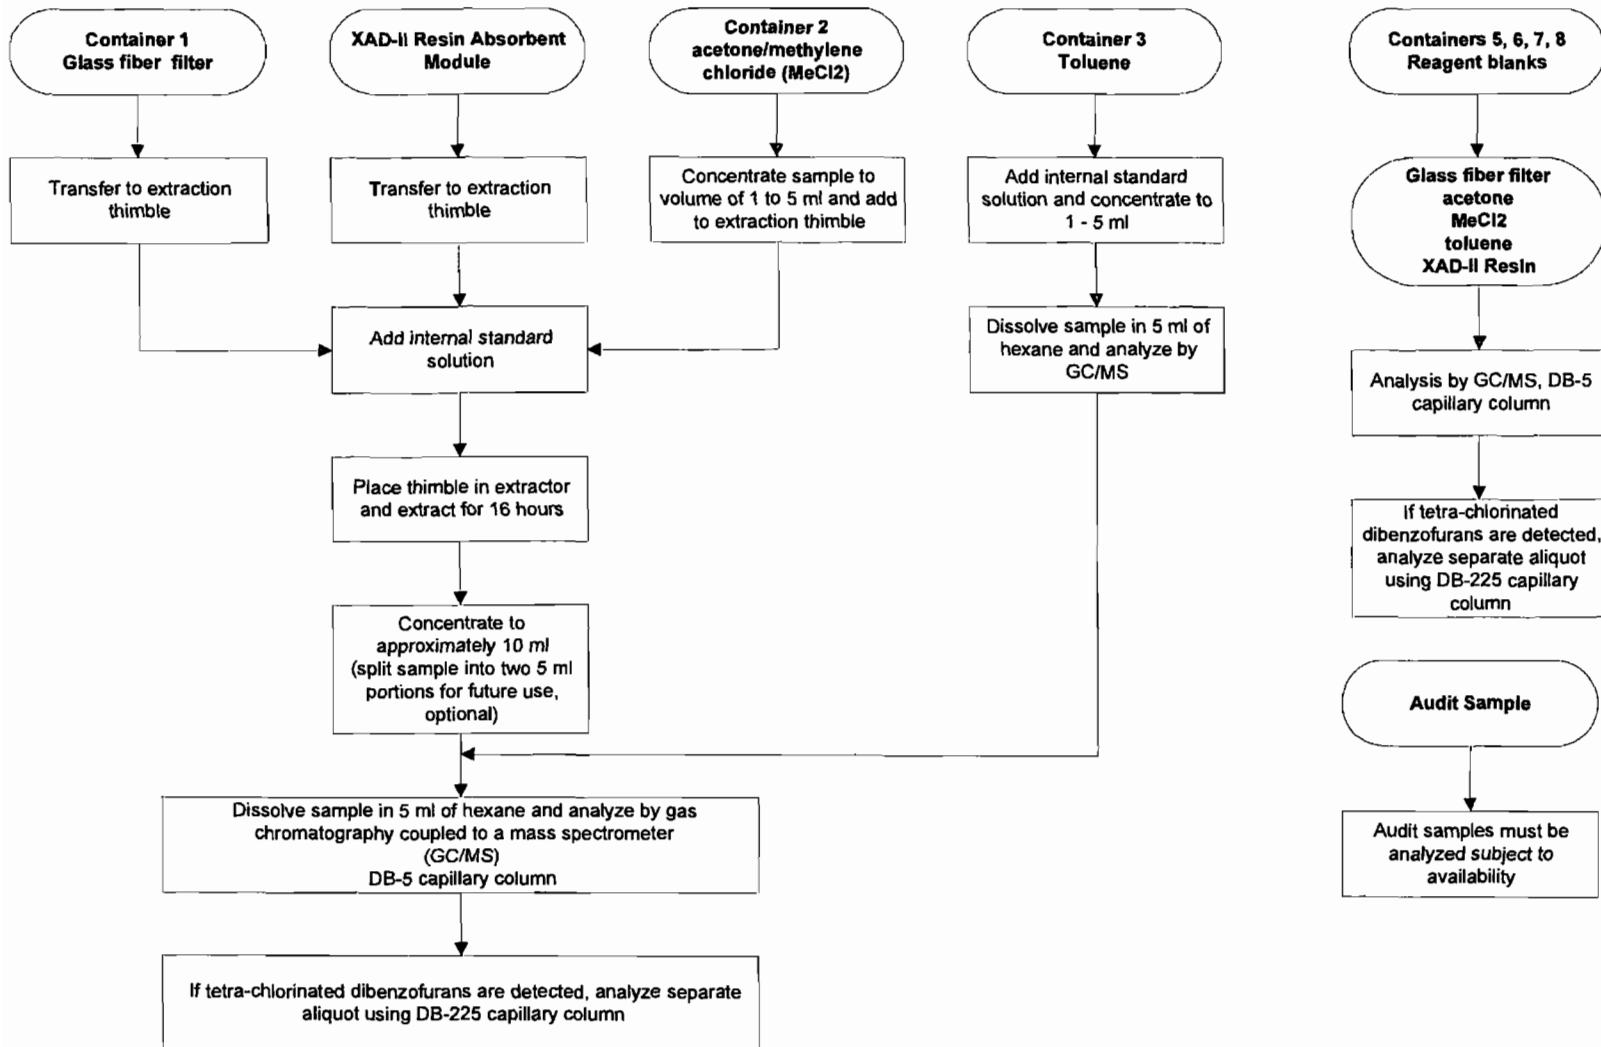 Container 1
Glass fiber filter
XAD-II Resin Absorbent
Module
Container 2
acetone/methylene
chloride (MeCl2)
Container 3
Toluene
Containers 5, 6, 7, 8
Reagent blanks
Transfer to extraction
thimble
Transfer to extraction
thimble
Concentrate sample to
volume of 1 to 5 ml and add
to extraction thimble
Add internal standard
solution and concentrate to
1 - 5 ml
Glass fiber filter
acetone
MeCl2
toluene
XAD-II Resin
Add internal standard
solution
Dissolve sample in 5 ml of
hexane and analyze by
GC/MS
Analysis by GC/MS, DB-5
capillary column
Place thimble in extractor
and extract for 16 hours
If tetra-chlorinated
dibenzofurans are detected,
analyze separate aliquot
using DB-225 capillary
column
Concentrate to
approximately 10 ml
(split sample into two 5 ml
portions for future use,
optional)
Audit Sample
Dissolve sample in 5 ml of hexane and analyze by gas
chromatography coupled to a mass spectrometer
(GC/MS)
DB-5 capillary column
Audit samples must be
analyzed subject to
availability
If tetra-chlorinated dibenzofurans are detected, analyze separate
aliquot using DB-225 capillary column